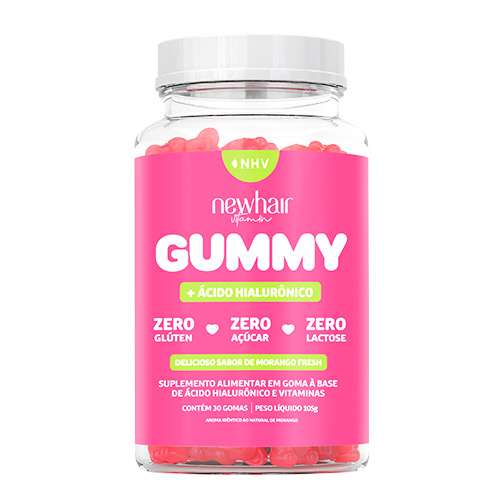 NHV
newhair
vitamin
GUMMY
+ ÁCIDO HIALURÔNICO
ZERO GLÚTEN ZERO AÇÚCAR ZERO LACTOSE
DELICIOSO SABOR DE MORANGO FRESH
SUPLEMENTO ALIMENTAR EM GOMA À BASE
DE ÁCIDO HIALURÔNICO E VITAMINAS
CONTÉM 30 GOMAS | PESO LÍQUIDO 105g
AROMA IDÊNTICO AO NATURAL DE MORANGO